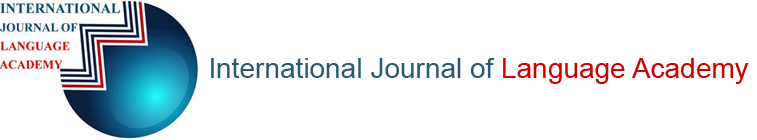 INTERNATIONAL
JOURNAL OF
LANGUAGE
ACADEMY
International Journal of Language Academy